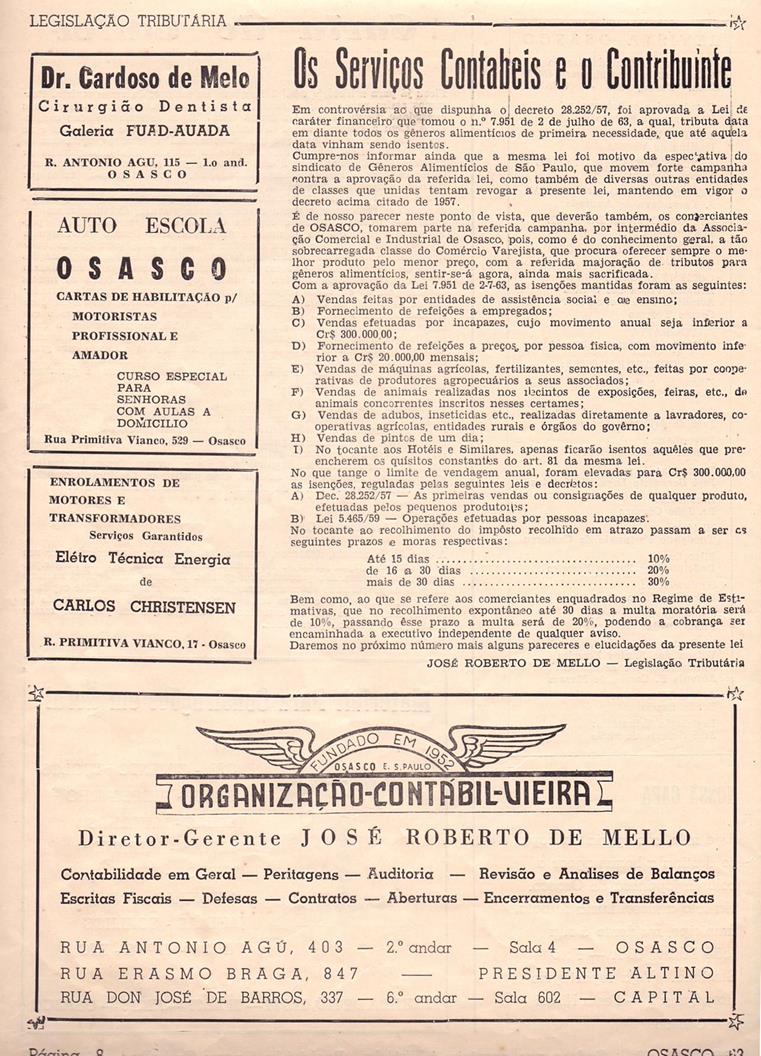 LEGISLAÇÃO TRIBUTÁRIA
Dr. Cardoso de Melo
Cirurgião Dentista
Galeria FUAD-AUADA
R. ANTONIO AGU, 115 — 1.o and.
OSASCO
AUTO ESCOLA
OSASCO
CARTAS DE HABILITAÇÃO p/
MOTORISTAS
PROFISSIONAL E
AMADOR
CURSO ESPECIAL
PARA
SENHORAS
COM AULAS A
DOMICILIO
Rua Primitiva Vianco, 529 — Osasco
ENROLAMENTOS DE
MOTORES E
TRANSFORMADORES
Serviços Garantidos
Elétro Técnica Energia
de
CARLOS CHRISTENSEN
R. PRIMITIVA VIANCO, 17 - Osasco
Os Serviços Contabeis e o Contribuinte
Em controvérsia ao que dispunha o decreto 28.252/57, foi aprovada a Lei de
caráter financeiro que tomou o n.º 7.951 de 2 de julho de 63, a qual, tributa data
em diante todos os gêneros alimentícios de primeira necessidade, que até aquela
data vinham sendo isentos.
Cumpre-nos informar ainda que a mesma lei foi motivo da espectativa do
sindicato de Gêneros Alimentícios de São Paulo, que movem forte campanha
contra a aprovação da referida lei, como também de diversas outras entidades
de classes que unidas tentam revogar a presente lei, mantendo em vigor o
decreto acima citado de 1957.
É de nosso parecer neste ponto de vista, que deverão também, os comerciantes
de OSASCO, tomarem parte na referida campanha, por intermédio da Associa-
ção Comercial e Industrial de Osasco, pois, como é do conhecimento geral, a tão
sobrecarregada classe do Comércio Varejista, que procura oferecer sempre o me-
lhor produto pelo menor preço, com a referida majoração de tributos para
gêneros alimentícios, sentir-se-á agora, ainda mais sacrificada.
Com a aprovação da Lei 7.951 de 2-7-63, as isenções mantidas foram as seguintes:
A) Vendas feitas por entidades de assistência social e de ensino;
B) Fornecimento de refeições a empregados;
C) Vendas efetuadas por incapazes, cujo movimento anual seja inferior a
Cr$ 300.000,00;
D) Fornecimento de refeições a preços, por pessoa fisica, com movimento infe-
rior a Cr$ 20.000,00 mensais;
E) Vendas de máquinas agrícolas, fertilizantes, sementes, etc., feitas por coope-
rativas de produtores agropecuários a seus associados;
F) Vendas de animais realizadas nos recintos de exposições, feiras, etc., de
animais concorrentes inscritos nesses certames;
G) Vendas de adubos, inseticidas etc., realizadas diretamente a lavradores, co-
operativas agrícolas, entidades rurais e órgãos do govêrno;
H) Vendas de pintos de um dia;
I) No tocante aos Hotéis e Similares, apenas ficarão isentos aquêles que pre-
encherem os quísitos constantes do art. 81 da mesma lei.
No que tange o limite de vendagem anual, foram elevadas para Cr$ 300.000,00
as isenções, reguladas pelas seguintes leis e decretos:
A) Dec. 28.252/57 — As primeiras vendas ou consignações de qualquer produto,
efetuadas pelos pequenos produtores;
B) Lei 5.465/59 — Operações efetuadas por pessoas incapazes.
No tocante ao recolhimento do impôsto recolhido em atrazo passam a ser os
seguintes prazos e moras respectivas:
Até 15 dias .................................... 10%
de 16 a 30 dias .................................... 20%
mais de 30 dias .................................... 30%
Bem como, ao que se refere aos comerciantes enquadrados no Regime de Esti-
mativas, que no recolhimento expontâneo até 30 dias a multa moratória será
de 10%, passando êsse prazo a multa será de 20%, podendo a cobrança ser
encaminhada a executivo independente de qualquer aviso.
Daremos no próximo número mais alguns pareceres e elucidações da presente lei
JOSÉ ROBERTO DE MELLO — Legislação Tributária
FUNDADO EM 1952
OSASCO E. S. PAULO
ORGANIZAÇÃO-CONTABIL-VIEIRA
Diretor-Gerente JOSÉ ROBERTO DE MELLO
Contabilidade em Geral — Peritagens — Auditoria — Revisão e Analises de Balanços
Escritas Fiscais — Defesas — Contratos — Aberturas — Encerramentos e Transferências
RUA ANTONIO AGÚ, 403 — 2.º andar — Sala 4 — OSASCO
RUA ERASMO BRAGA, 847 — PRESIDENTE ALTINO
RUA DON JOSÉ DE BARROS, 337 — 6.º andar — Sala 602 — CAPITAL
Página 8
OSASCO 63